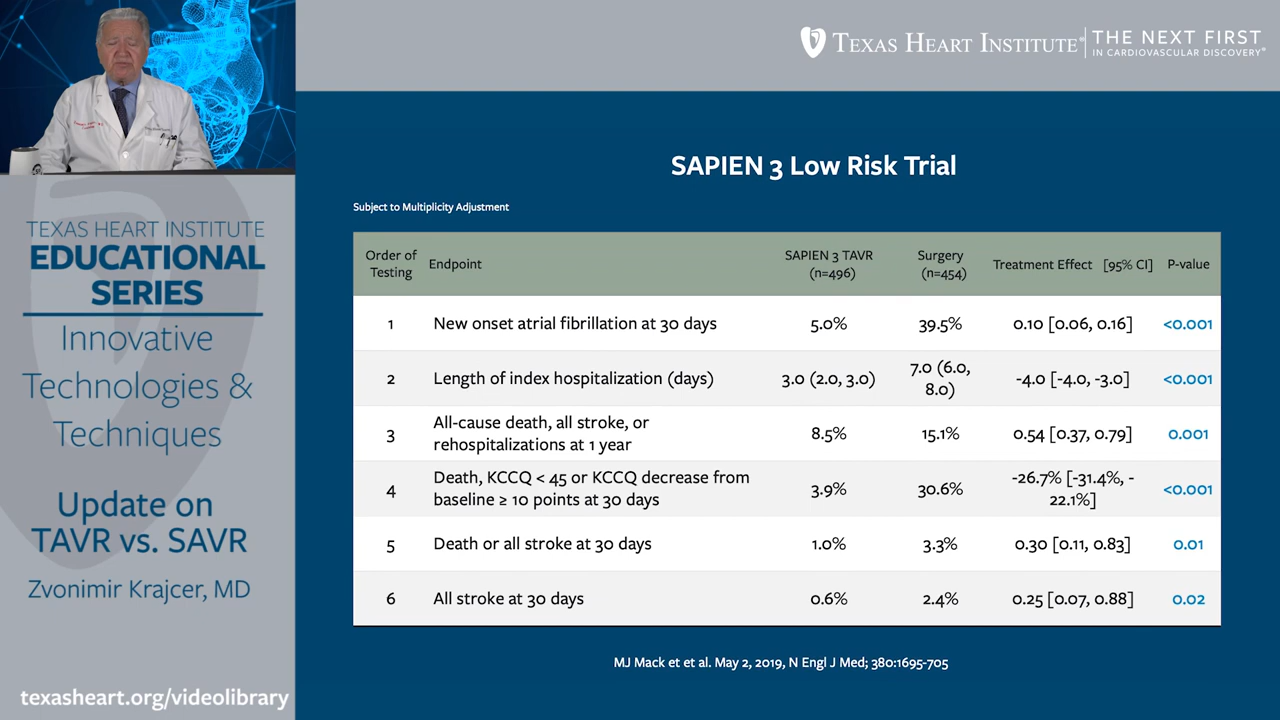 TEXAS HEART INSTITUTE® THE NEXT FIRST
IN CARDIOVASCULAR DISCOVERY®
TEXAS HEART INSTITUTE
EDUCATIONAL
SERIES
Innovative
Technologies &
Techniques
Update on
TAVR vs. SAVR
Zvonimir Krajcer, MD
texasheart.org/videolibrary
SAPIEN 3 Low Risk Trial
Subject to Multiplicity Adjustment
Order of Testing Endpoint SAPIEN 3 TAVR (n=496) Surgery (n=454) Treatment Effect [95% CI] P-value
1 New onset atrial fibrillation at 30 days 5.0% 39.5% 0.10 [0.06, 0.16] <0.001
2 Length of index hospitalization (days) 3.0 (2.0, 3.0) 7.0 (6.0, 8.0) -4.0 [-4.0, -3.0] <0.001
3 All-cause death, all stroke, or rehospitalizations at 1 year 8.5% 15.1% 0.54 [0.37, 0.79] 0.001
4 Death, KCCQ < 45 or KCCQ decrease from baseline ≥ 10 points at 30 days 3.9% 30.6% -26.7% [-31.4%, -22.1%] <0.001
5 Death or all stroke at 30 days 1.0% 3.3% 0.30 [0.11, 0.83] 0.01
6 All stroke at 30 days 0.6% 2.4% 0.25 [0.07, 0.88] 0.02
MJ Mack et et al. May 2, 2019, N Engl J Med; 380:1695-705